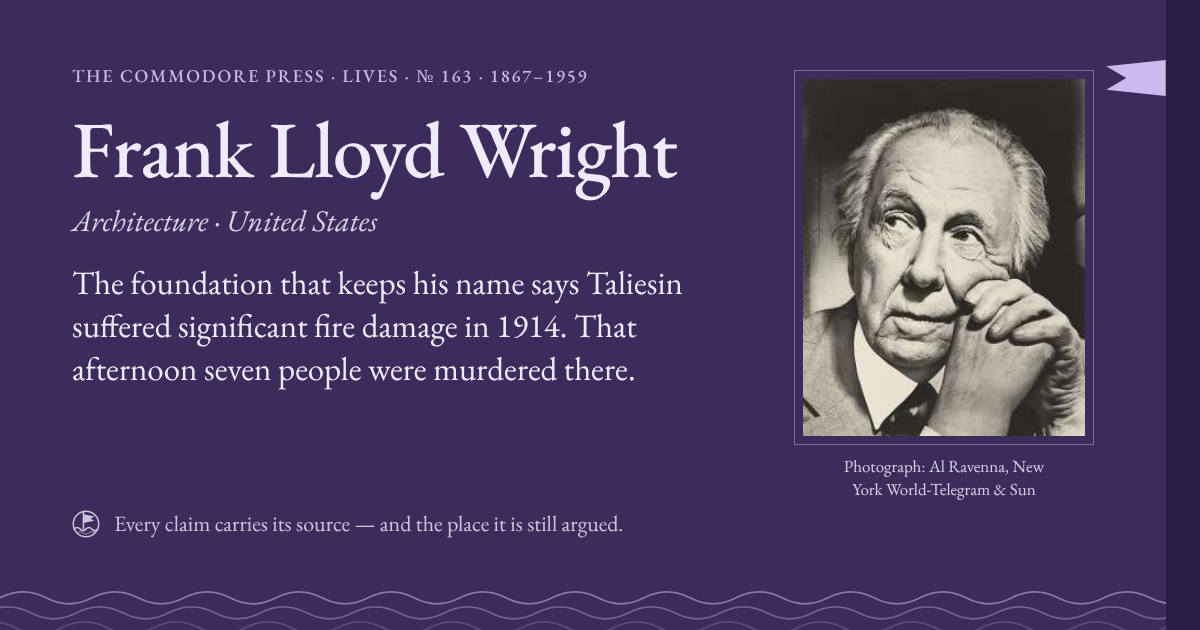 THE COMMODORE PRESS · LIVES · № 163 · 1867–1959
Frank Lloyd Wright
Architecture · United States
The foundation that keeps his name says Taliesin
suffered significant fire damage in 1914. That
afternoon seven people were murdered there.
Photograph: Al Ravenna, New
York World-Telegram & Sun
Every claim carries its source — and the place it is still argued.